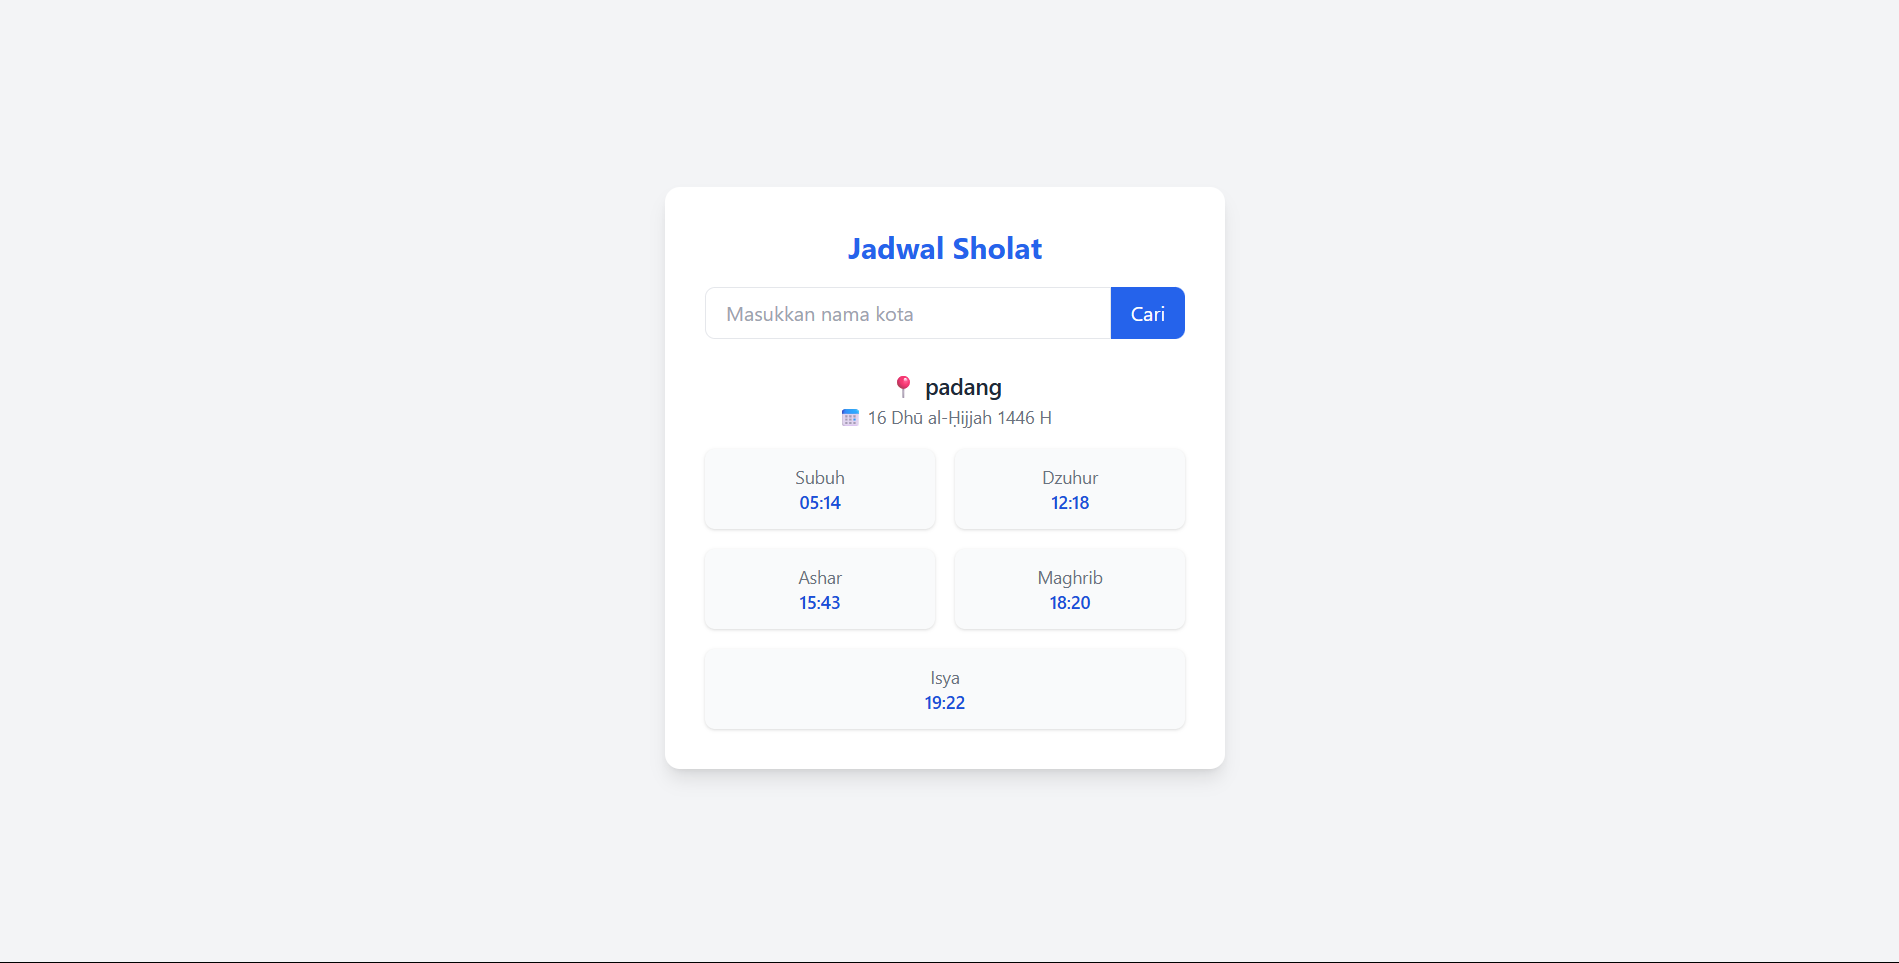 Jadwal Sholat
Masukkan nama kota
Cari
padang
16 Dhū al-Ḥijjah 1446 H
Subuh
05:14
Dzuhur
12:18
Ashar
15:43
Maghrib
18:20
Isya
19:22